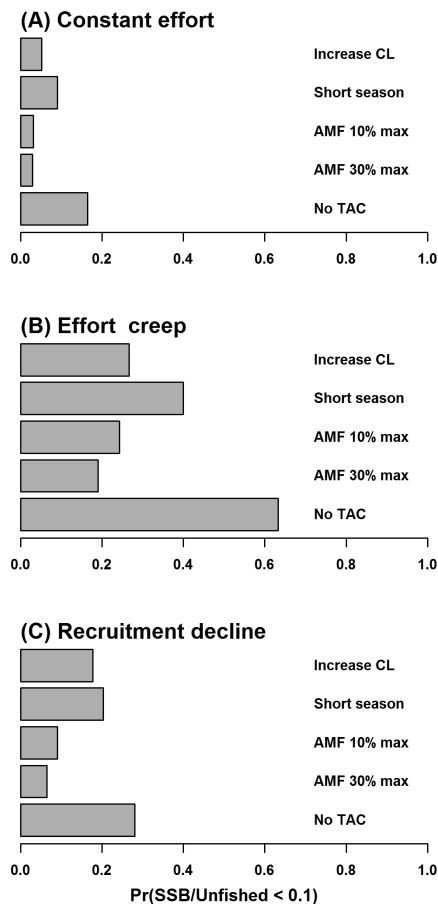 (A) Constant effort
Increase CL
Short season
AMF 10% max
AMF 30% max
No TAC
0.0 0.2 0.4 0.6 0.8 1.0
(B) Effort creep
Increase CL
Short season
AMF 10% max
AMF 30% max
No TAC
0.0 0.2 0.4 0.6 0.8 1.0
(C) Recruitment decline
Increase CL
Short season
AMF 10% max
AMF 30% max
No TAC
0.0 0.2 0.4 0.6 0.8 1.0
Pr(SSB/Unfished < 0.1)